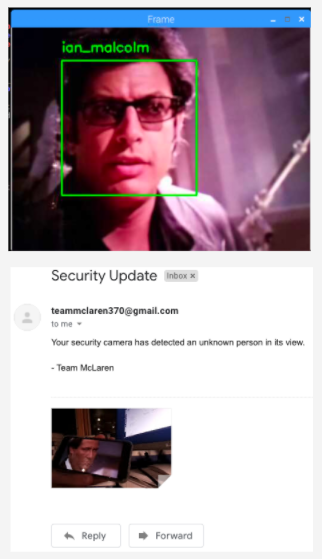 Frame
ian_malcolm
Security Update Inbox ×
teammclaren370@gmail.com
to me
Your security camera has detected an unknown person in its view.
- Team McLaren
Reply Forward